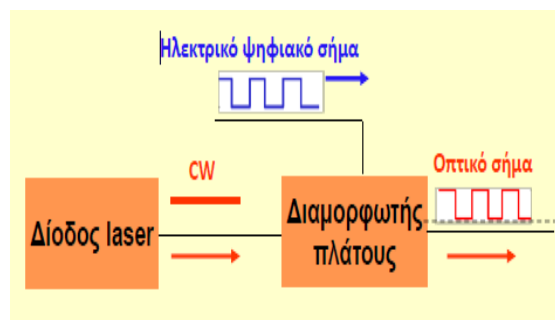 Ηλεκτρικό ψηφιακό σήμα
CW
Οπτικό σήμα
Δίοδος laser
Διαμορφωτής
πλάτους